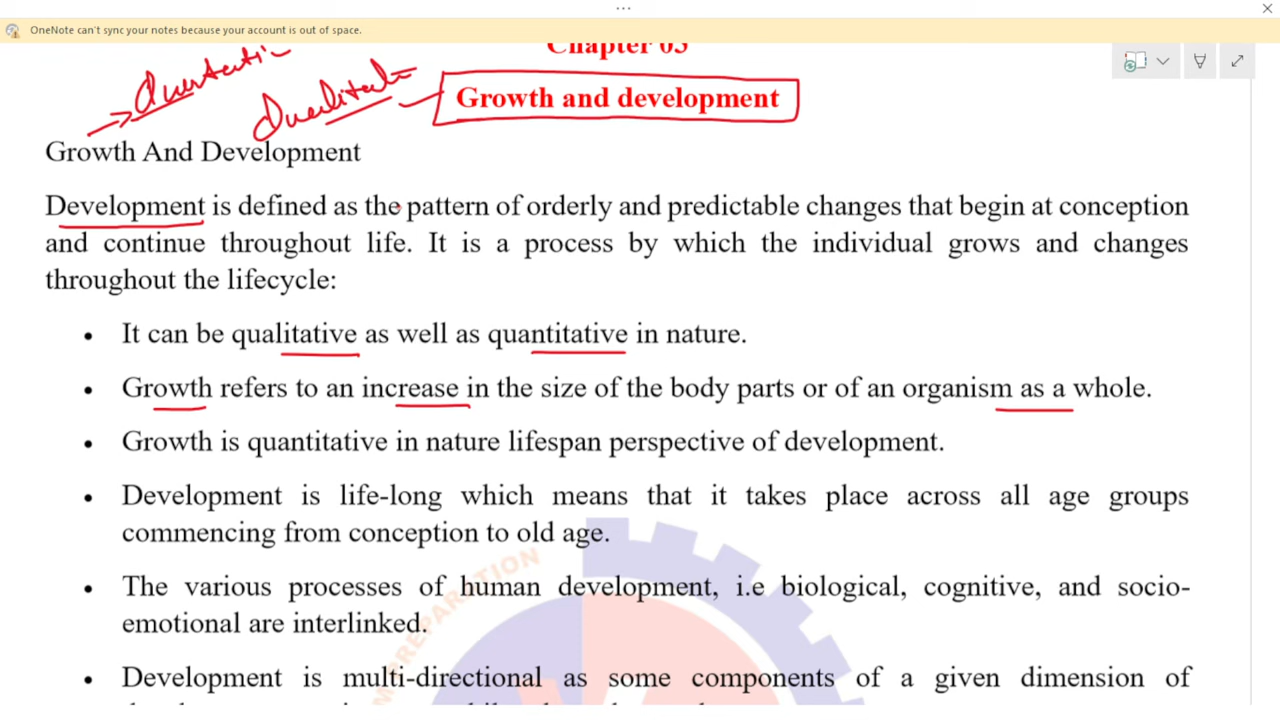 OneNote can't sync your notes because your account is out of space.
Chapter 03
Growth and development
Growth And Development
Development is defined as the pattern of orderly and predictable changes that begin at conception
and continue throughout life. It is a process by which the individual grows and changes
throughout the lifecycle:
• It can be qualitative as well as quantitative in nature.
• Growth refers to an increase in the size of the body parts or of an organism as a whole.
• Growth is quantitative in nature lifespan perspective of development.
• Development is life-long which means that it takes place across all age groups
commencing from conception to old age.
• The various processes of human development, i.e biological, cognitive, and socio-
emotional are interlinked.
• Development is multi-directional as some components of a given dimension of